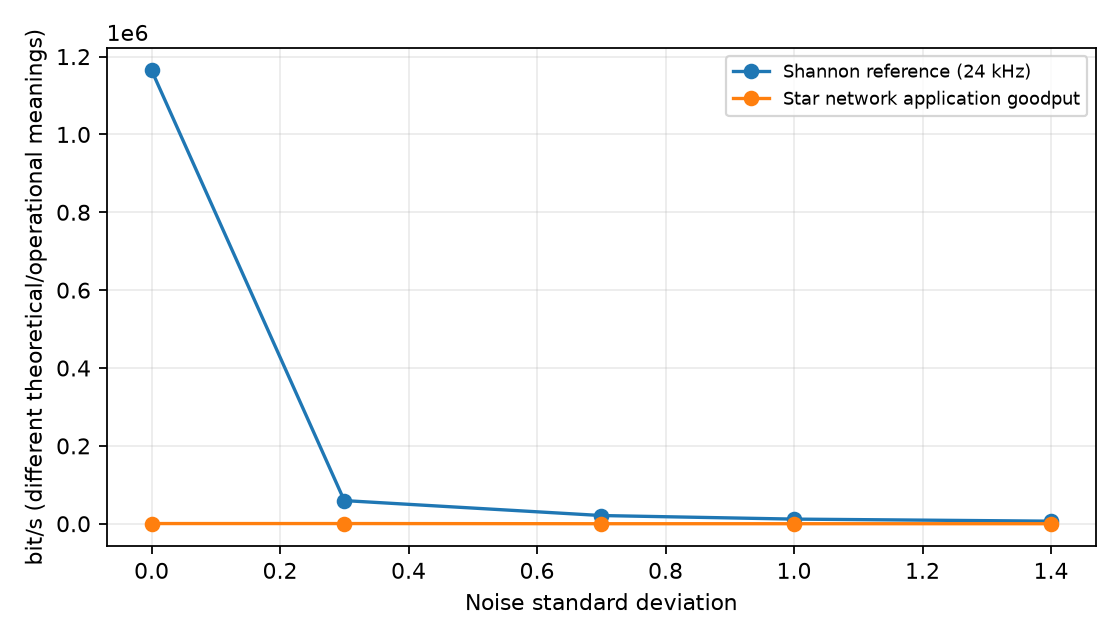 1e6
bit/s (different theoretical/operational meanings)
1.2
1.0
0.8
0.6
0.4
0.2
0.0
Shannon reference (24 kHz)
Star network application goodput
0.0 0.2 0.4 0.6 0.8 1.0 1.2 1.4
Noise standard deviation